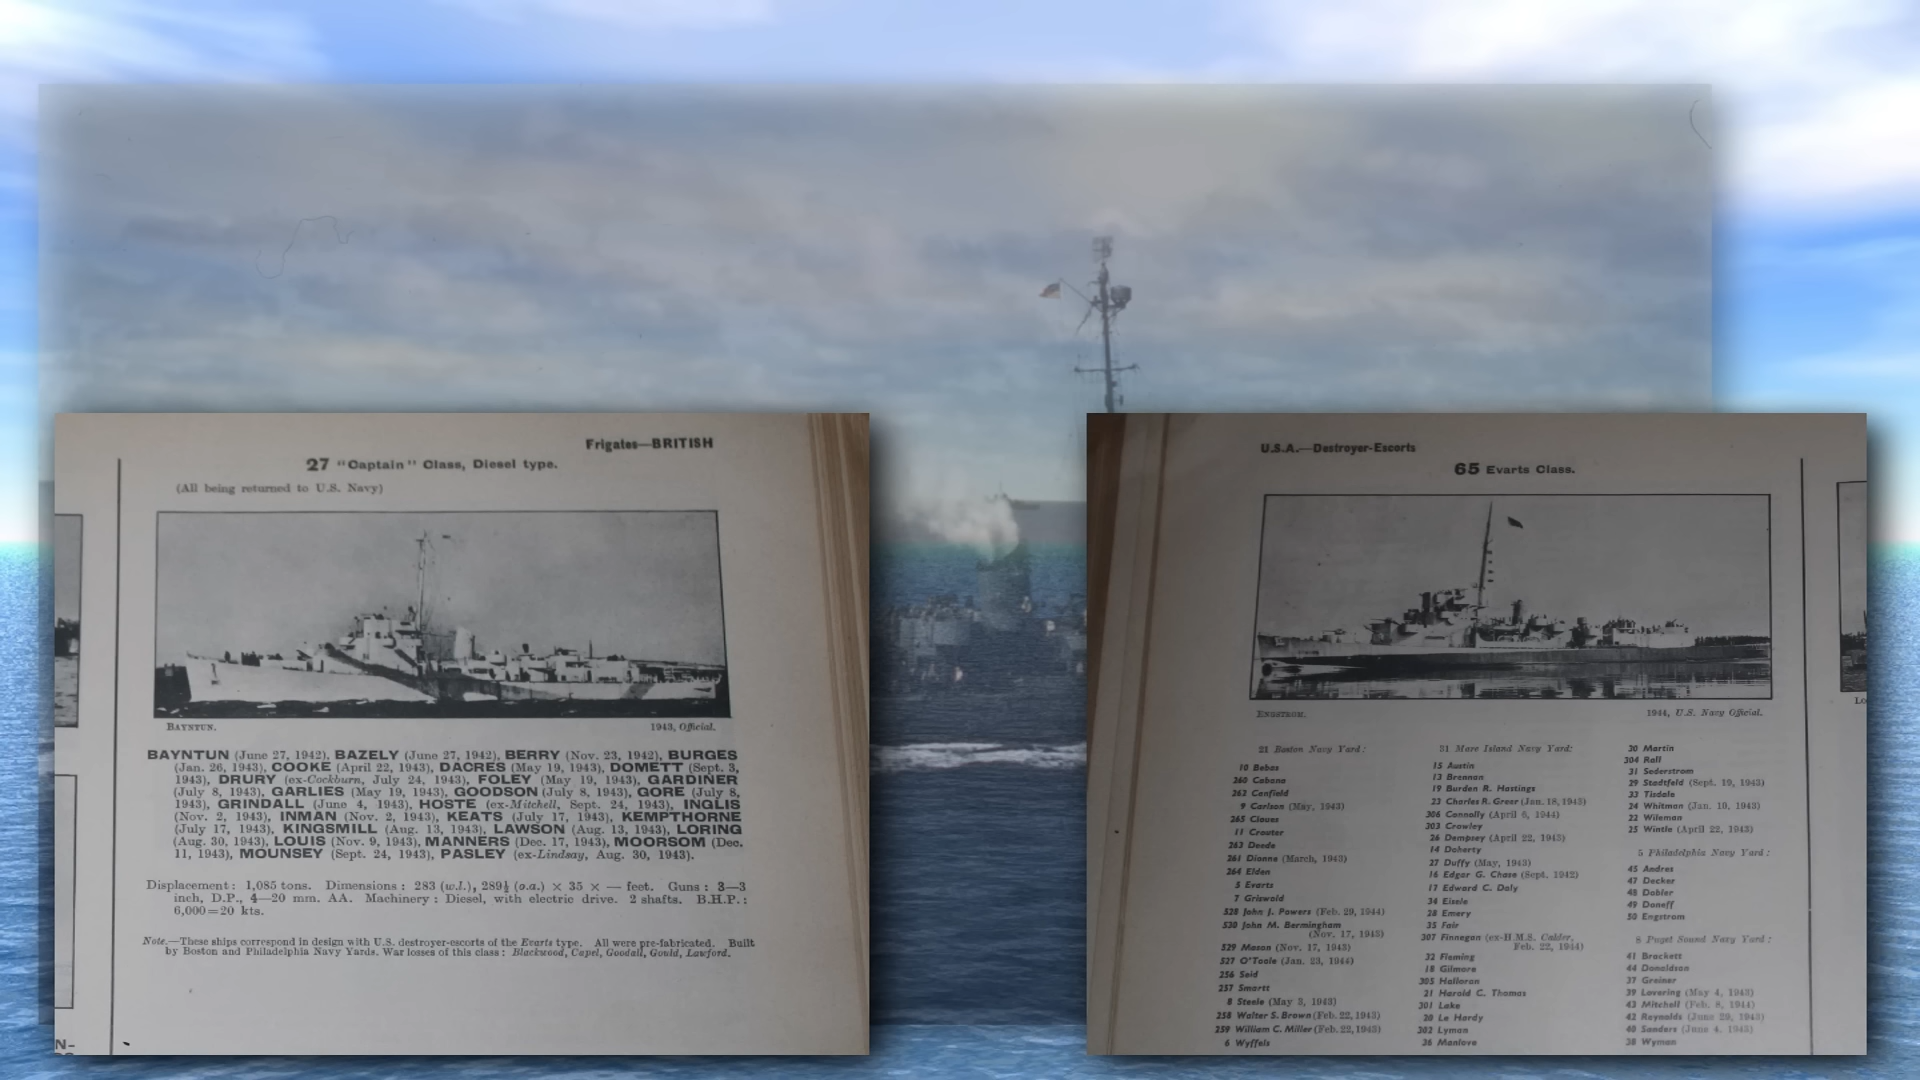 Frigates—BRITISH
27 "Captain" Class, Diesel type.
(All being returned to U.S. Navy)
BAYNTUN.
1943, Official.
BAYNTUN (June 27, 1942), BAZELY (June 27, 1942), BERRY (Nov. 23, 1942), BURGES
(Jan. 26, 1943), COOKE (April 22, 1943), DACRES (May 19, 1943), DOMETT (Sept. 3,
1943), DRURY (ex-Cockburn, July 24, 1943), FOLEY (May 19, 1943), GARDINER
(July 8, 1943), GARLIES (May 19, 1943), GOODSON (July 8, 1943), GORE (July 8,
1943), GRINDALL (June 4, 1943), HOSTE (ex-Mitchell, Sept. 24, 1943), INGLIS
(Nov. 2, 1943), INMAN (Nov. 2, 1943), KEATS (July 17, 1943), KEMPTHORNE
(July 17, 1943), KINGSMILL (Aug. 13, 1943), LAWSON (Aug. 13, 1943), LORING
(Aug. 30, 1943), LOUIS (Nov. 9, 1943), MANNERS (Dec. 17, 1943), MOORSOM (Dec.
11, 1943), MOUNSEY (Sept. 24, 1943), PASLEY (ex-Lindsay, Aug. 30, 1943).
Displacement: 1,085 tons. Dimensions: 283 (w.l.), 289½ (o.a.) × 35 × — feet. Guns: 3—3
inch, D.P., 4—20 mm. AA. Machinery: Diesel, with electric drive. 2 shafts. B.H.P.:
6,000=20 kts.
Note.—These ships correspond in design with U.S. destroyer-escorts of the Evarts type. All were pre-fabricated. Built
by Boston and Philadelphia Navy Yards. War losses of this class: Blackwood, Capel, Goodall, Gould, Lawford.
N–
U.S.A.—Destroyer-Escorts
65 Evarts Class.
ENGSTROM.
1944, U.S. Navy Official.
Lo
21 Boston Navy Yard:
10 Bebas
260 Cabana
262 Canfield
9 Carlson (May, 1943)
265 Cloues
11 Crouter
263 Deede
261 Dionne (March, 1943)
264 Elden
5 Evarts
7 Griswold
528 John J. Powers (Feb. 29, 1944)
530 John M. Bermingham
(Nov. 17, 1943)
529 Mason (Nov. 17, 1943)
527 O'Toole (Jan. 23, 1944)
256 Seid
257 Smartt
8 Steele (May 3, 1943)
258 Walter S. Brown (Feb. 22, 1943)
259 William C. Miller (Feb. 22, 1943)
6 Wyffels
31 Mare Island Navy Yard:
15 Austin
13 Brennan
19 Burden R. Hastings
23 Charles R. Greer (Jan. 18, 1943)
306 Connolly (April 6, 1944)
303 Crowley
26 Dempsey (April 22, 1943)
14 Doherty
27 Duffy (May, 1943)
16 Edgar G. Chase (Sept. 1942)
17 Edward C. Daly
34 Eisele
28 Emery
35 Fair
307 Finnegan (ex-H.M.S. Calder,
Feb. 22, 1944)
32 Fleming
18 Gilmore
305 Halloran
21 Harold C. Thomas
301 Lake
20 Le Hardy
302 Lyman
36 Manlove
30 Martin
304 Rall
31 Sederstrom
29 Stadtfeld (Sept. 19, 1943)
33 Tisdale
24 Whitman (Jan. 19, 1943)
22 Wileman
25 Wintle (April 22, 1943)
5 Philadelphia Navy Yard:
45 Andres
47 Decker
48 Dobler
49 Doneff
50 Engstrom
8 Puget Sound Navy Yard:
41 Brackett
44 Donaldson
37 Greiner
39 Lovering (May 4, 1943)
43 Mitchell (Feb. 8, 1944)
42 Reynolds (June 29, 1943)
40 Sanders (June 4, 1943)
38 Wyman